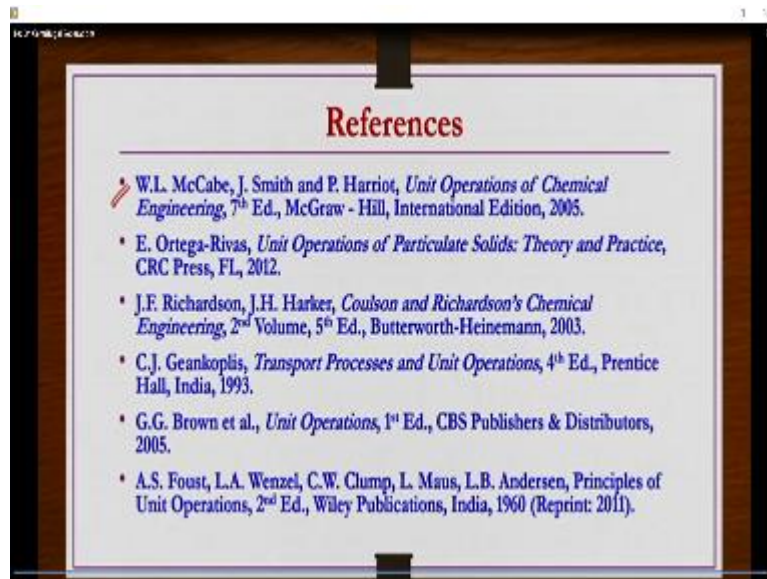 References
• W.L. McCabe, J. Smith and P. Harriot, Unit Operations of Chemical
Engineering, 7th Ed., McGraw - Hill, International Edition, 2005.
• E. Ortega-Rivas, Unit Operations of Particulate Solids: Theory and Practice,
CRC Press, FL, 2012.
• J.F. Richardson, J.H. Harker, Coulson and Richardson's Chemical
Engineering, 2nd Volume, 5th Ed., Butterworth-Heinemann, 2003.
• C.J. Geankoplis, Transport Processes and Unit Operations, 4th Ed., Prentice
Hall, India, 1993.
• G.G. Brown et al., Unit Operations, 1st Ed., CBS Publishers & Distributors,
2005.
• A.S. Foust, L.A. Wenzel, C.W. Clump, L. Maus, L.B. Andersen, Principles of
Unit Operations, 2nd Ed., Wiley Publications, India, 1960 (Reprint: 2011).